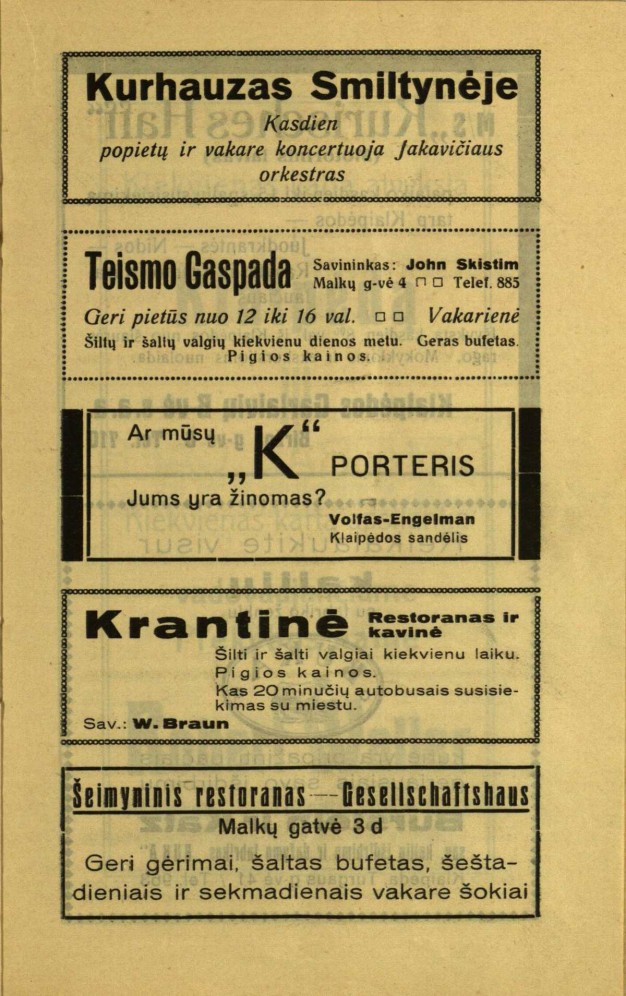 Kurhauzas Smiltynėje
Kasdien
popietų ir vakare koncertuoja Jakavičiaus
orkestras
Teismo Gaspada
Savininkas: John Skistim
Malkų g-vė 4 □ □ Telef. 885
Geri pietūs nuo 12 iki 16 val. □ □ Vakarienė
Šiltų ir šaltų valgių kiekvienu dienos metu. Geras bufetas.
Pigios kainos.
Ar mūsų
„K“ PORTERIS
Jums yra žinomas?
Volfas-Engelman
Klaipėdos sandėlis
Krantinė Restoranas ir
kavinė
Šilti ir šalti valgiai kiekvienu laiku.
Pigios kainos.
Kas 20 minučių autobusais susisie-
kimas su miestu.
Sav.: W. Braun
Šeimyninis restoranas — Gesellschaftshaus
Malkų gatvė 3 d
Geri gėrimai, šaltas bufetas, šešta-
dieniais ir sekmadienais vakare šokiai